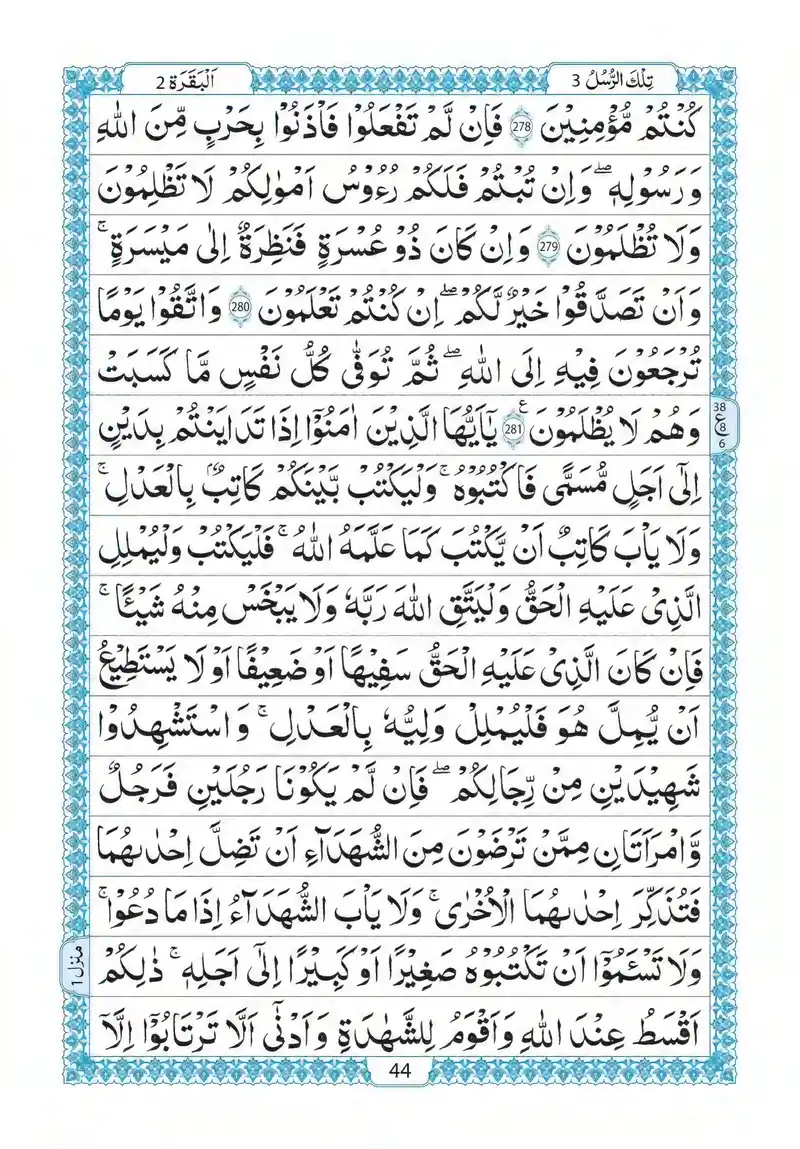 تِلْكَ الرُّسُلُ 3
اَلْبَقَرَة 2
كُنْتُمْ مُّؤْمِنِيْنَ 278 فَاِنْ لَّمْ تَفْعَلُوْا فَاْذَنُوْا بِحَرْبٍ مِّنَ اللّٰهِ
وَرَسُوْلِهٖ ۖ وَاِنْ تُبْتُمْ فَلَكُمْ رُءُوْسُ اَمْوٰلِكُمْ لَا تَظْلِمُوْنَ
وَلَا تُظْلَمُوْنَ 279 وَاِنْ كَانَ ذُوْ عُسْرَةٍ فَنَظِرَةٌ اِلٰى مَيْسَرَةٍ ۚ
وَاَنْ تَصَدَّقُوْا خَيْرٌ لَّكُمْ ۖ اِنْ كُنْتُمْ تَعْلَمُوْنَ 280 وَاتَّقُوْا يَوْمًا
تُرْجَعُوْنَ فِيْهِ اِلَى اللّٰهِ ۖ ثُمَّ تُوَفّٰى كُلُّ نَفْسٍ مَّا كَسَبَتْ
وَهُمْ لَا يُظْلَمُوْنَ ع 281 يٰٓاَيُّهَا الَّذِيْنَ اٰمَنُوْٓا اِذَا تَدَايَنْتُمْ بِدَيْنٍ
38
ع
8
6
اِلٰٓى اَجَلٍ مُّسَمًّى فَاكْتُبُوْهُ ۚ وَلْيَكْتُبْ بَّيْنَكُمْ كَاتِبٌۢ بِالْعَدْلِ ۚ
وَلَا يَاْبَ كَاتِبٌ اَنْ يَّكْتُبَ كَمَا عَلَّمَهُ اللّٰهُ ۚ فَلْيَكْتُبْ وَلْيُمْلِلِ
الَّذِىْ عَلَيْهِ الْحَقُّ وَلْيَتَّقِ اللّٰهَ رَبَّهٗ وَلَا يَبْخَسْ مِنْهُ شَيْـًٔا ۚ
فَاِنْ كَانَ الَّذِىْ عَلَيْهِ الْحَقُّ سَفِيْهًا اَوْ ضَعِيْفًا اَوْ لَا يَسْتَطِيْعُ
اَنْ يُّمِلَّ هُوَ فَلْيُمْلِلْ وَلِيُّهٗ بِالْعَدْلِ ۚ وَاسْتَشْهِدُوْا
شَهِيْدَيْنِ مِنْ رِّجَالِكُمْ ۖ فَاِنْ لَّمْ يَكُوْنَا رَجُلَيْنِ فَرَجُلٌ
وَّامْرَاَتَانِ مِمَّنْ تَرْضَوْنَ مِنَ الشُّهَدَآءِ اَنْ تَضِلَّ اِحْدٰىهُمَا
فَتُذَكِّرَ اِحْدٰىهُمَا الْاُخْرٰى ۚ وَلَا يَاْبَ الشُّهَدَآءُ اِذَا مَا دُعُوْا ۚ
وَلَا تَسْـَٔمُوْٓا اَنْ تَكْتُبُوْهُ صَغِيْرًا اَوْ كَبِيْرًا اِلٰٓى اَجَلِهٖ ۚ ذٰلِكُمْ
منزل 1
اَقْسَطُ عِنْدَ اللّٰهِ وَاَقْوَمُ لِلشَّهٰدَةِ وَاَدْنٰٓى اَلَّا تَرْتَابُوْٓا اِلَّآ
44